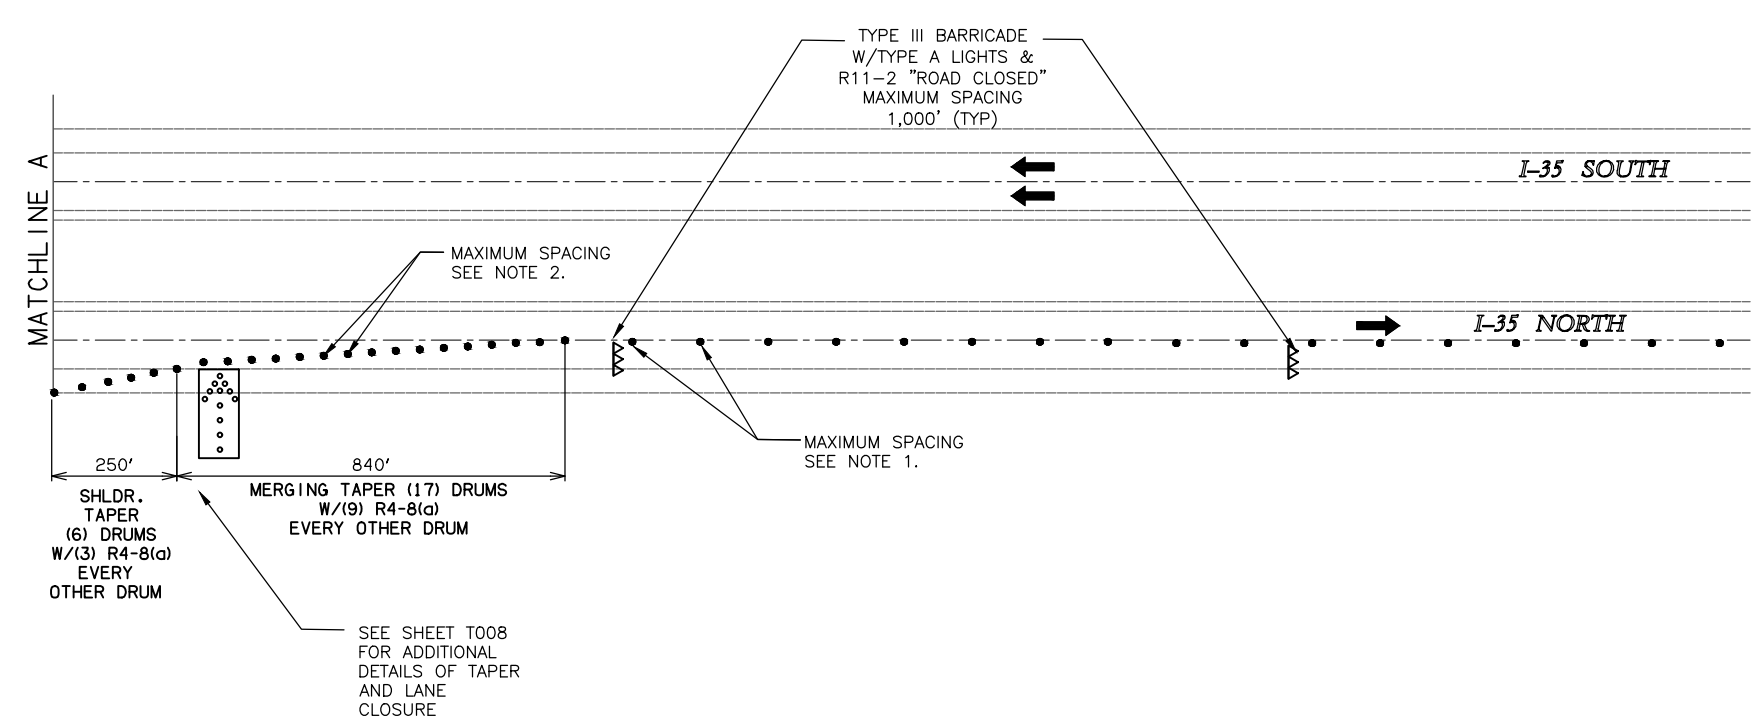 TYPE III BARRICADE
W/TYPE A LIGHTS &
R11-2 "ROAD CLOSED"
MAXIMUM SPACING
1,000' (TYP)
MATCHLINE A
I-35 SOUTH
MAXIMUM SPACING
SEE NOTE 2.
I-35 NORTH
MAXIMUM SPACING
SEE NOTE 1.
250'
840'
SHLDR.
TAPER
(6) DRUMS
W/(3) R4-8(a)
EVERY
OTHER DRUM
MERGING TAPER (17) DRUMS
W/(9) R4-8(a)
EVERY OTHER DRUM
SEE SHEET T008
FOR ADDITIONAL
DETAILS OF TAPER
AND LANE
CLOSURE